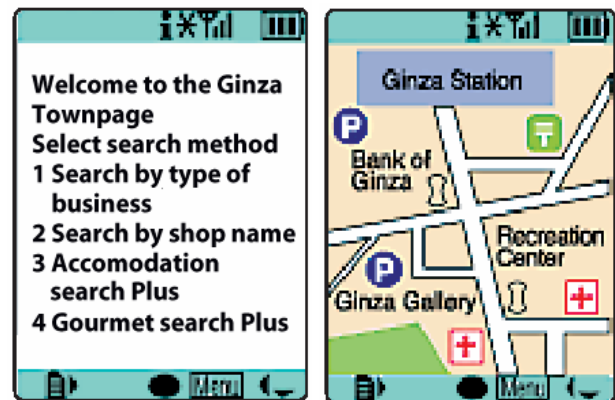 Welcome to the Ginza
Townpage
Select search method
1 Search by type of
business
2 Search by shop name
3 Accomodation
search Plus
4 Gourmet search Plus
Menu
Ginza Station
P
〒
Bank of
Ginza
Recreation
Center
P
Ginza Gallery
Menu